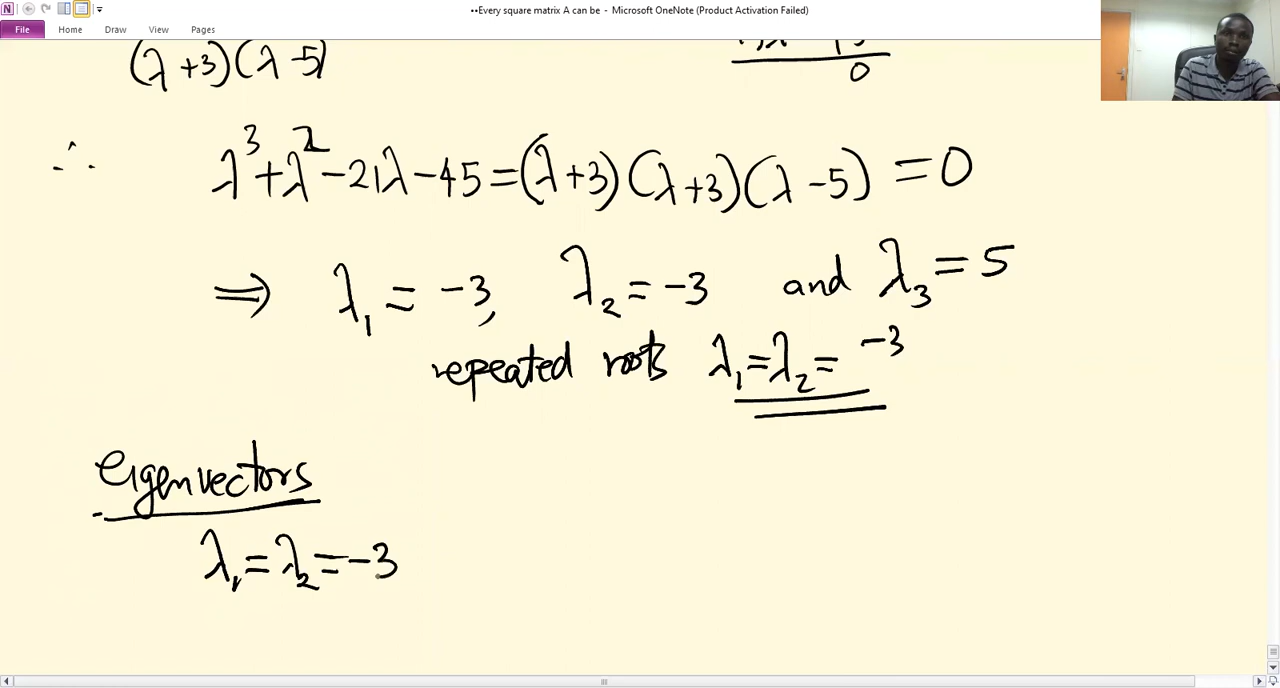 ••Every square matrix A can be - Microsoft OneNote (Product Activation Failed)
File Home Draw View Pages
(λ+3)(λ-5)
0
∴ λ³+λ²-21λ-45=(λ+3)(λ+3)(λ-5)=0
⇒ λ₁ = -3, λ₂ = -3 and λ₃ = 5
repeated roots λ₁=λ₂= -3
Eigenvectors
λ₁=λ₂=-3